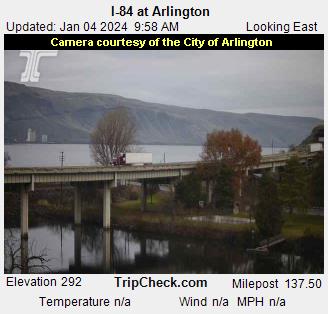 I-84 at Arlington
Updated: Jan 04 2024 9:58 AM Looking East
Camera courtesy of the City of Arlington
Elevation 292 TripCheck.com Milepost 137.50
Temperature n/a Wind n/a MPH n/a